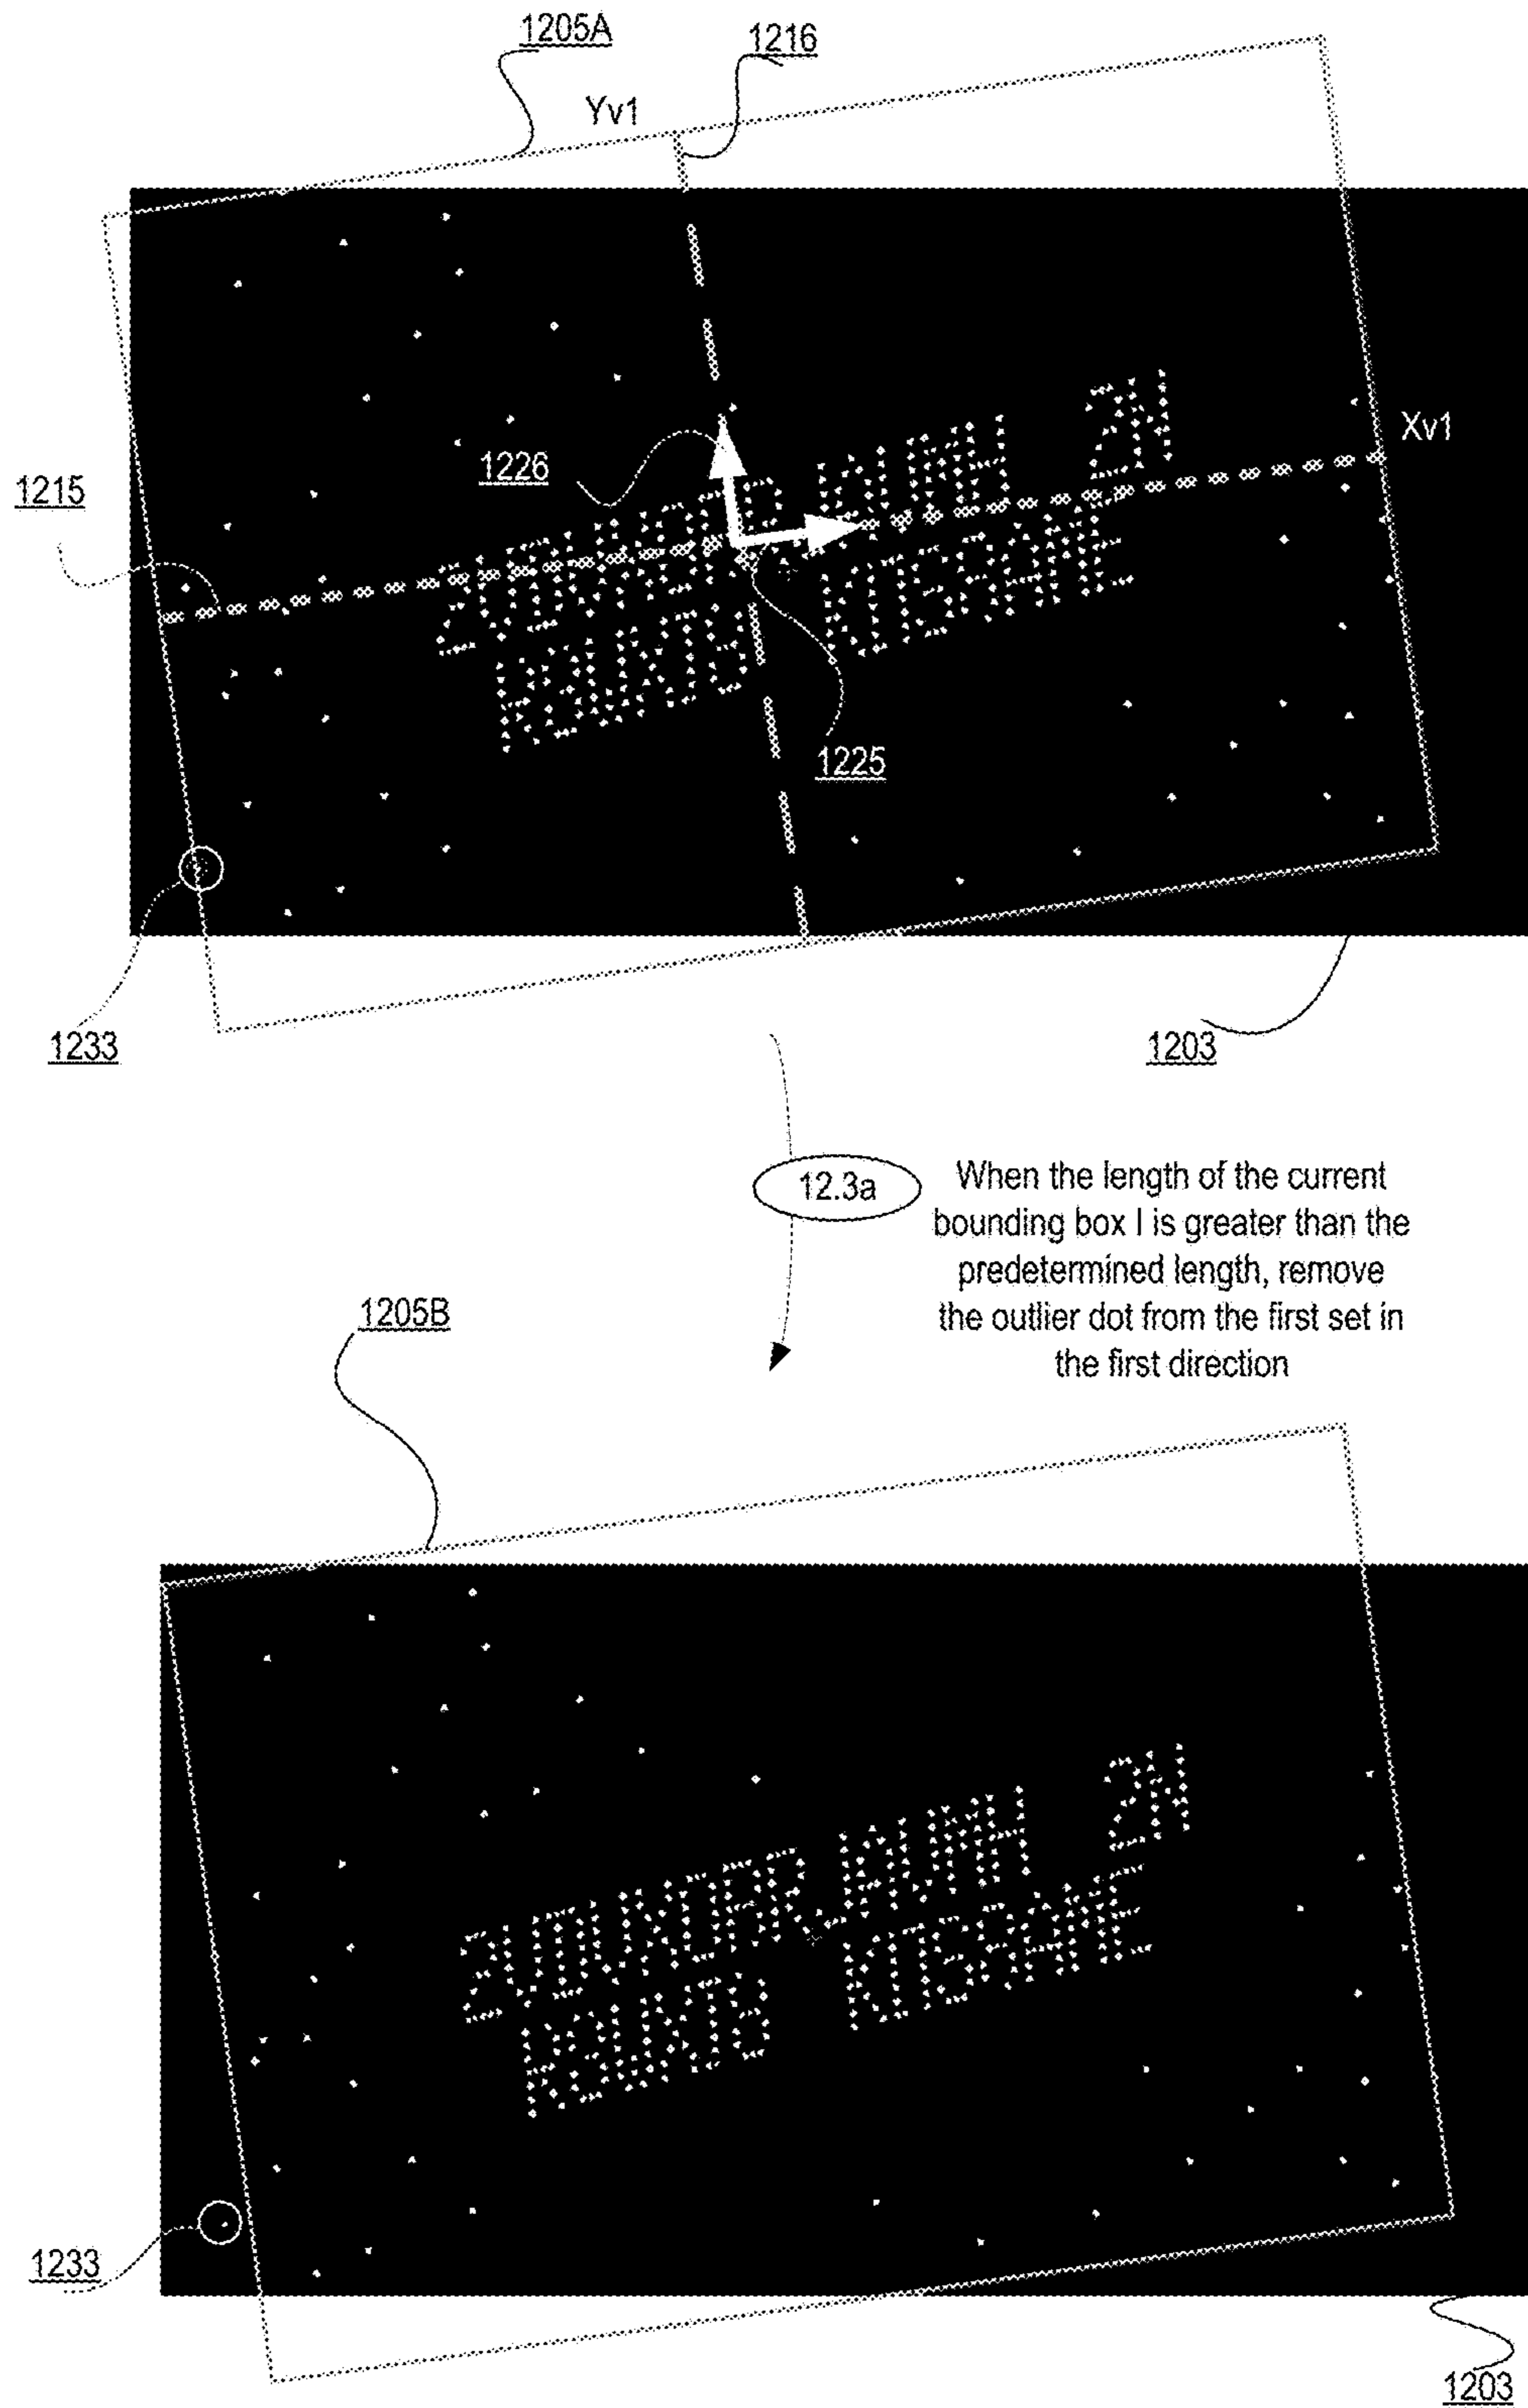 1205A
1216
Yv1
Xv1
1226
1215
1225
1233
1203
12.3a
When the length of the current
bounding box l is greater than the
predetermined length, remove
the outlier dot from the first set in
the first direction
1205B
2N
KITSRAME
1233
1203